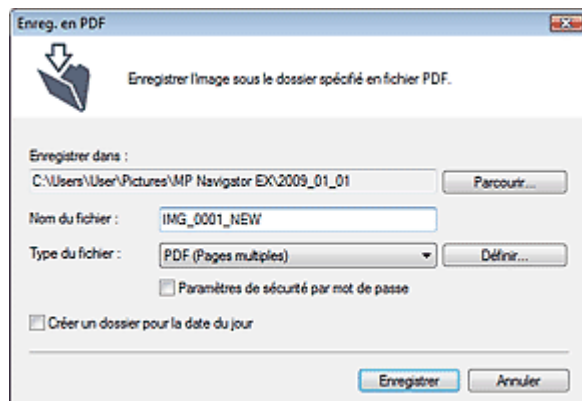 Enreg. en PDF
Enregistrer l'image sous le dossier spécifié en fichier PDF.
Enregistrer dans :
C:\Users\User\Pictures\MP Navigator EX\2009_01_01 Parcourir...
Nom du fichier : IMG_0001_NEW
Type du fichier : PDF (Pages multiples) Définir...
Paramètres de sécurité par mot de passe
Créer un dossier pour la date du jour
Enregistrer Annuler